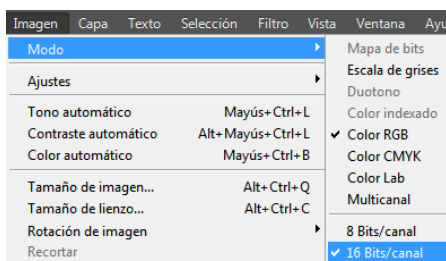 Imagen Capa Texto Selección Filtro Vista Ventana
Modo
Ajustes
Tono automático Mayús+Ctrl+L
Contraste automático Alt+Mayús+Ctrl+L
Color automático Mayús+Ctrl+B
Tamaño de imagen... Alt+Ctrl+Q
Tamaño de lienzo... Alt+Ctrl+C
Rotación de imagen
Recortar
Mapa de bits
Escala de grises
Duotono
Color indexado
Color RGB
Color CMYK
Color Lab
Multicanal
8 Bits/canal
16 Bits/canal